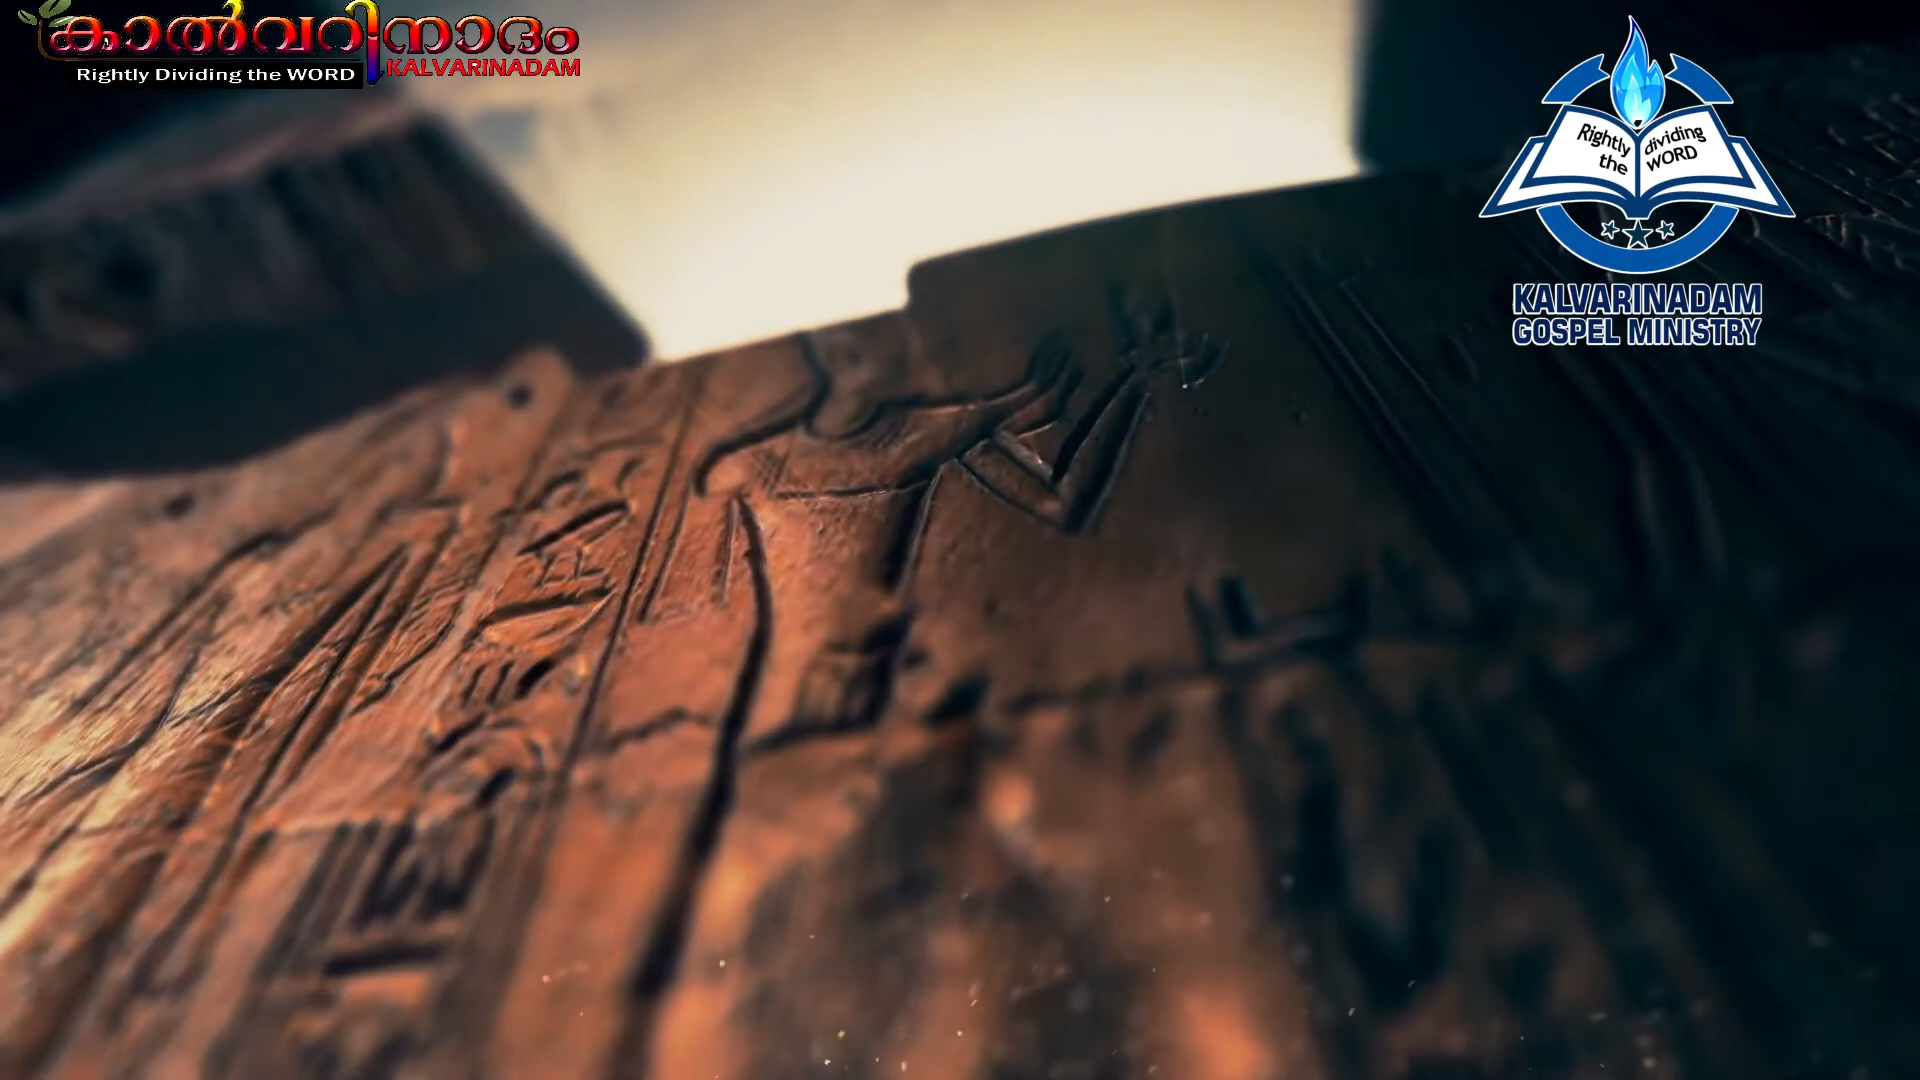 കാൽവറിനാദം
Rightly Dividing the WORD
KALVARINADAM
Rightly dividing
the WORD
KALVARINADAM
GOSPEL MINISTRY